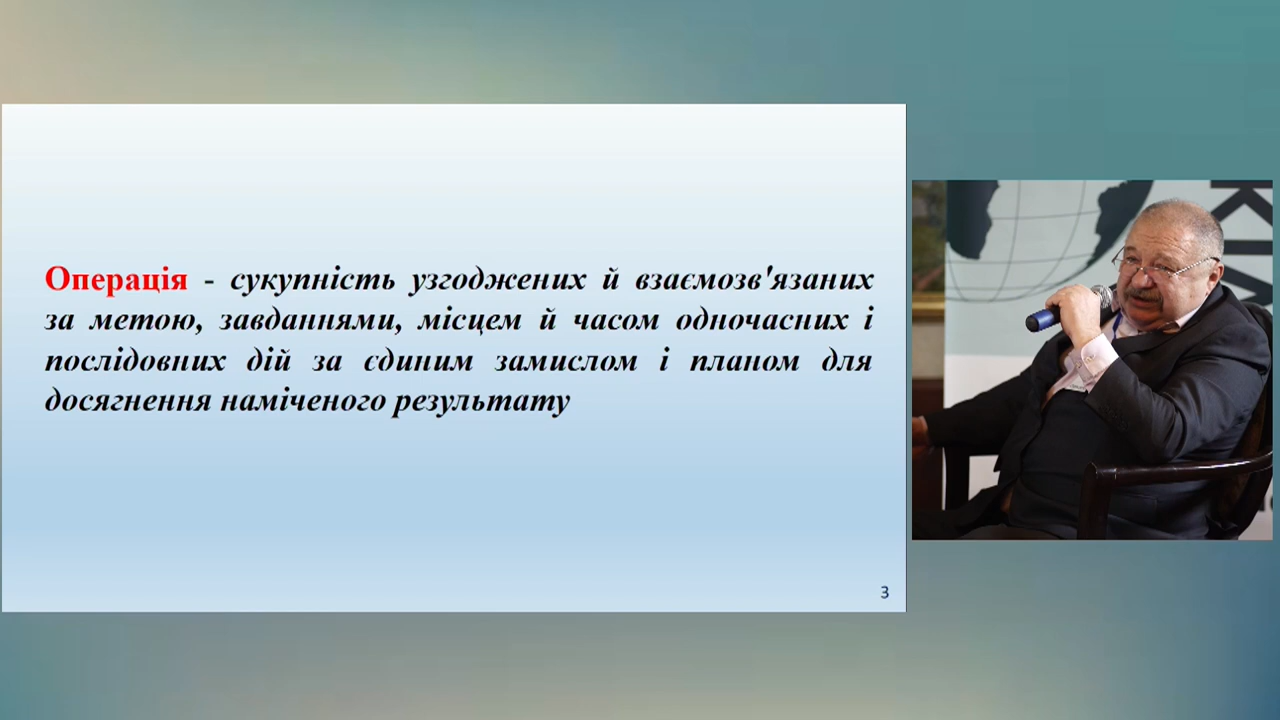 Операція - сукупність узгоджених й взаємозв'язаних
за метою, завданнями, місцем й часом одночасних і
послідовних дій за єдиним замислом і планом для
досягнення наміченого результату
3